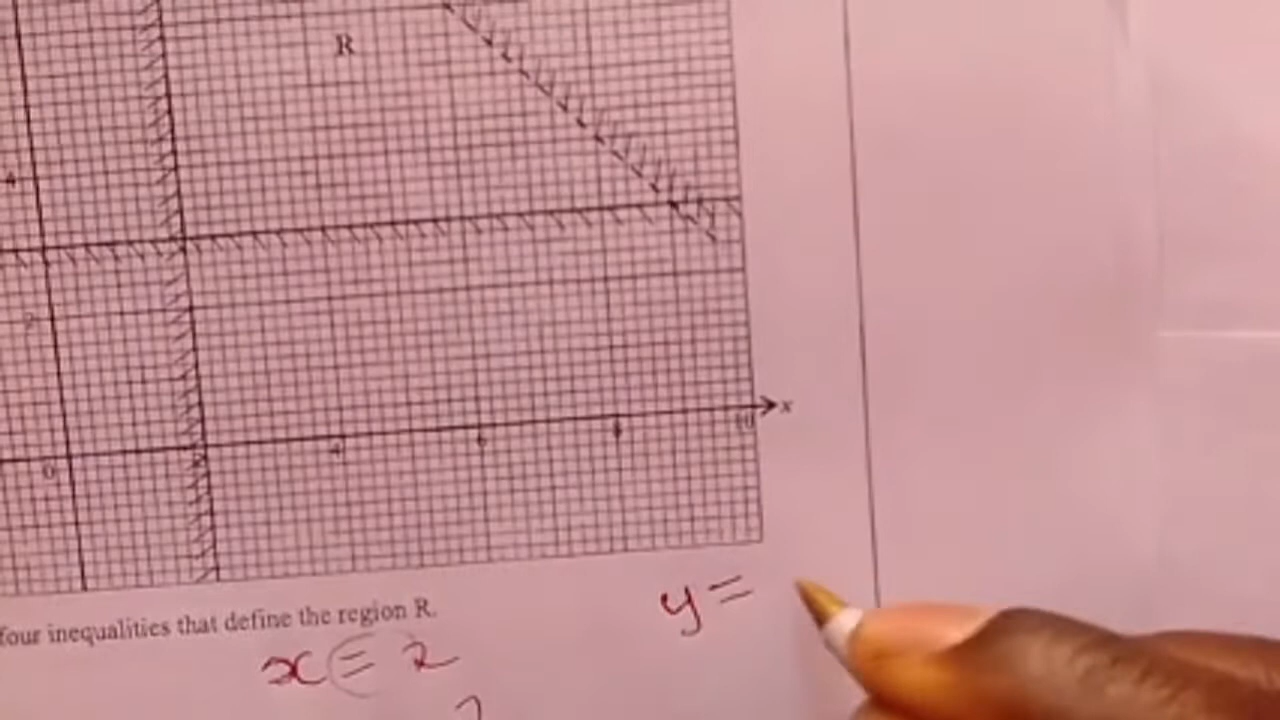 R
4
2
x
0
4
6
8
10
four inequalities that define the region R.
y =
x = 2
2